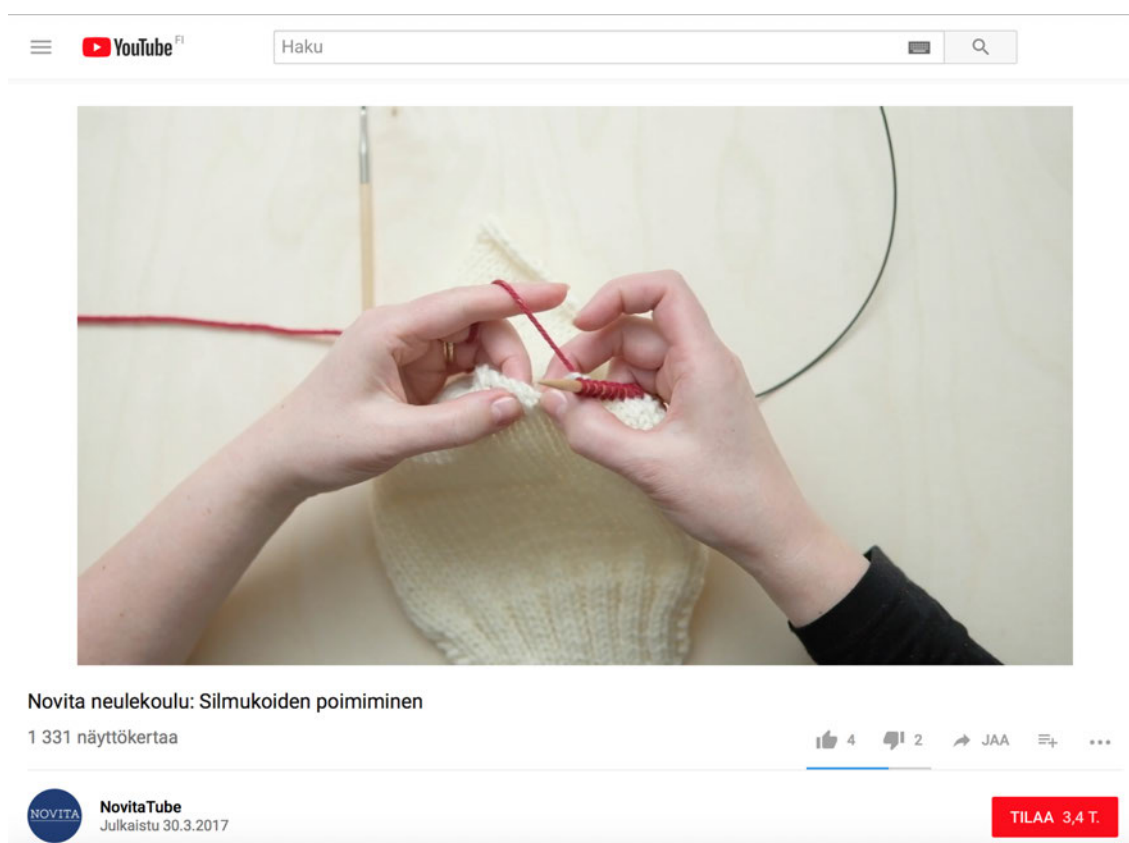 YouTube FI
Haku
Novita neulekoulu: Silmukoiden poimiminen
1 331 näyttökertaa
4 2 JAA
NOVITA
NovitaTube
Julkaistu 30.3.2017
TILAA 3,4 T.